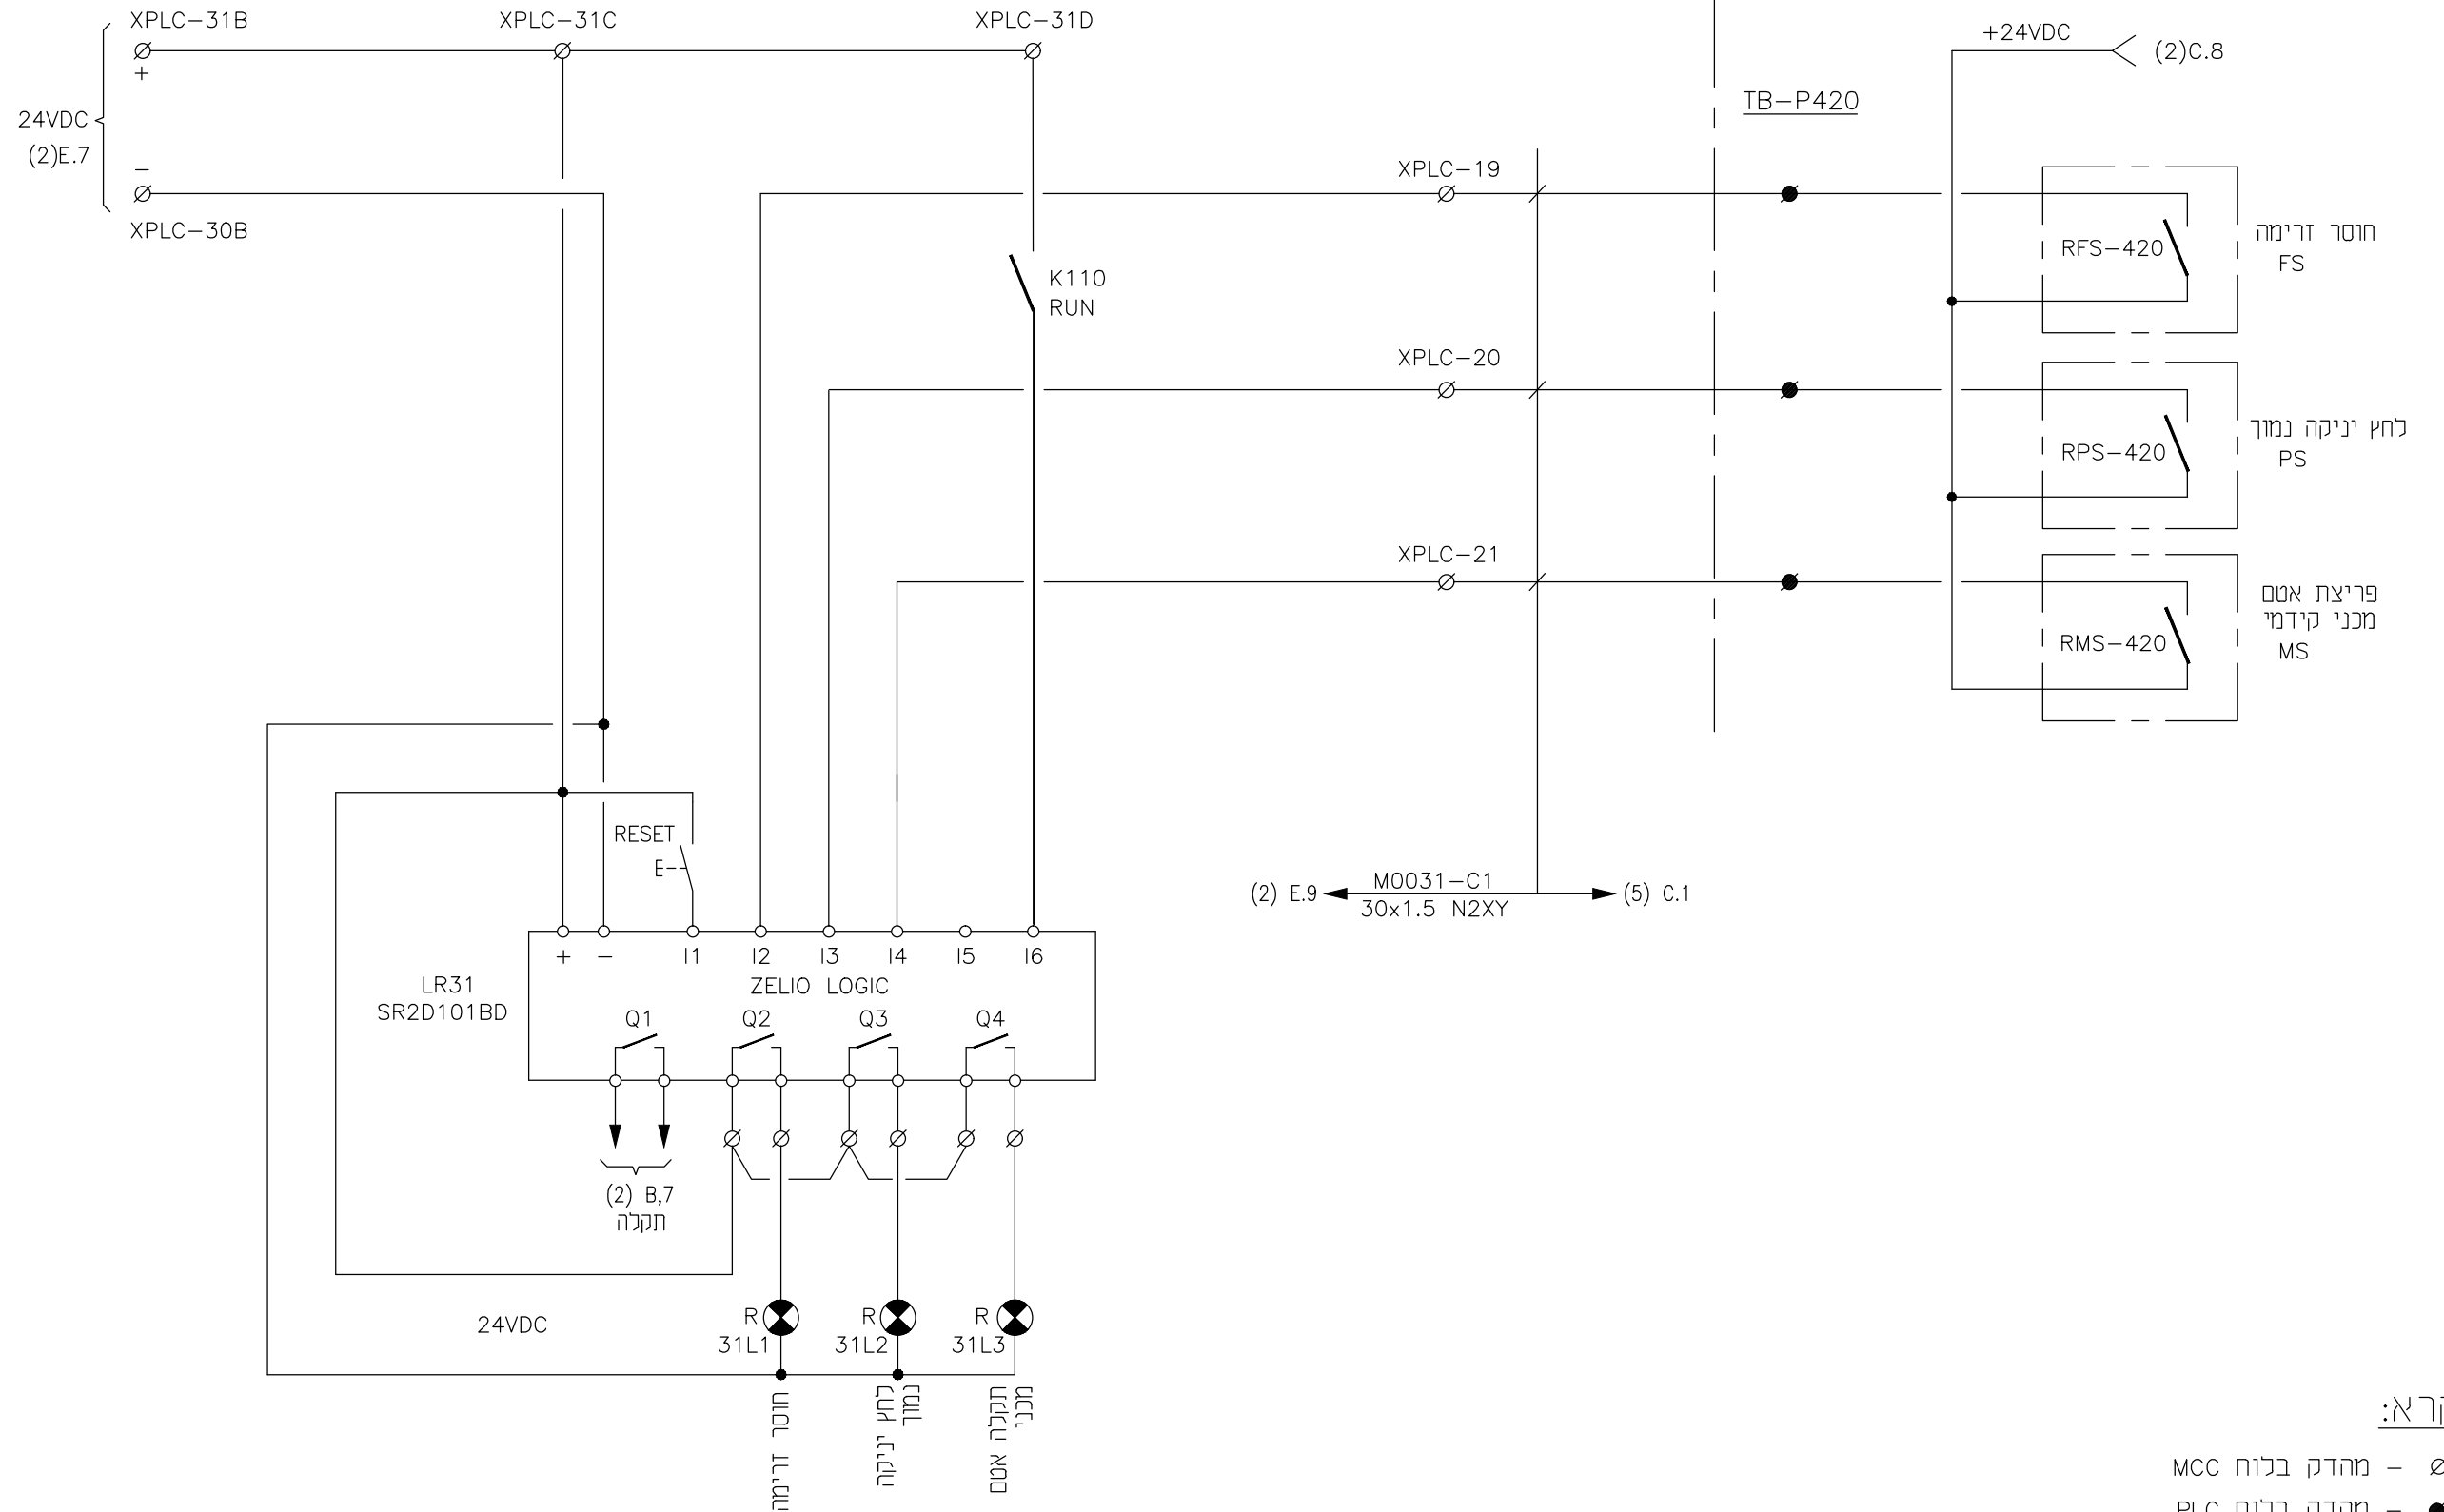 XPLC-31B
XPLC-31C
XPLC-31D
+
24VDC
(2)E.7
-
XPLC-30B
+24VDC
(2)C.8
TB-P420
XPLC-19
RFS-420
חוסר זרימה
FS
K110
RUN
XPLC-20
RPS-420
לחץ יניקה נמוך
PS
XPLC-21
RMS-420
פריצת אטם
מכני קידמי
MS
RESET
E
(2) E.9
M0031-C1
30x1.5 N2XY
(5) C.1
+ - I1 I2 I3 I4 I5 I6
LR31
SR2D101BD
ZELIO LOGIC
Q1 Q2 Q3 Q4
(2) B,7
תקלה
24VDC
R
31L1
R
31L2
R
31L3
חוסר זרימה
לחץ יניקה
נמוך
תקלה אטם
מכני
MCC מהדק בלוח -
PLC מהדק בלוח -